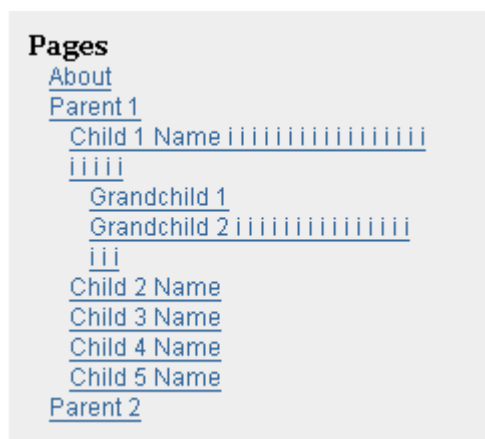 Pages
About
Parent 1
Child 1 Name i i i i i i i i i i i i i i i i i
i i i i i
Grandchild 1
Grandchild 2 i i i i i i i i i i i i i i i
i i i
Child 2 Name
Child 3 Name
Child 4 Name
Child 5 Name
Parent 2